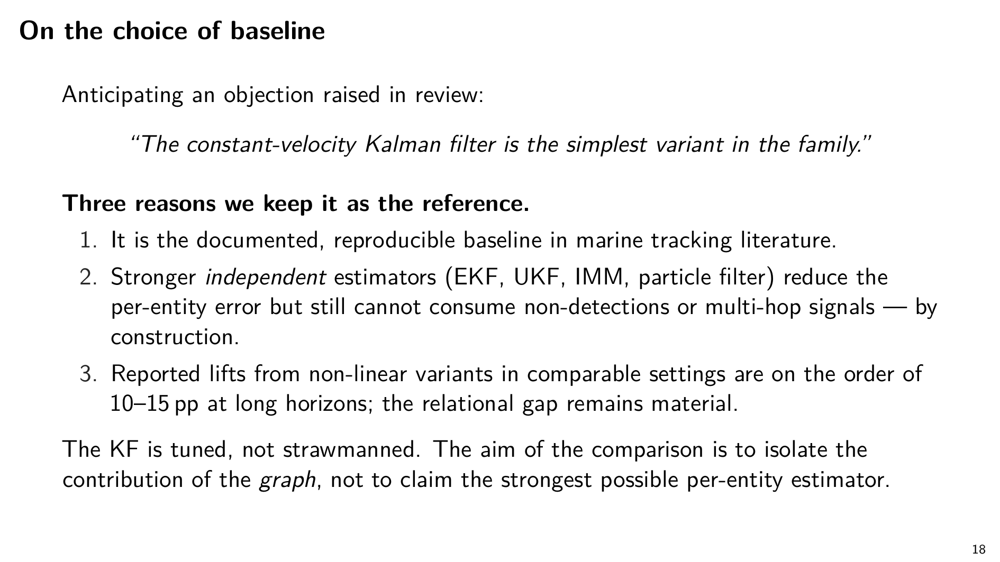 On the choice of baseline
Anticipating an objection raised in review:
“The constant-velocity Kalman filter is the simplest variant in the family.”
Three reasons we keep it as the reference.
1. It is the documented, reproducible baseline in marine tracking literature.
2. Stronger independent estimators (EKF, UKF, IMM, particle filter) reduce the
per-entity error but still cannot consume non-detections or multi-hop signals — by
construction.
3. Reported lifts from non-linear variants in comparable settings are on the order of
10–15 pp at long horizons; the relational gap remains material.
The KF is tuned, not strawmanned. The aim of the comparison is to isolate the
contribution of the graph, not to claim the strongest possible per-entity estimator.
18